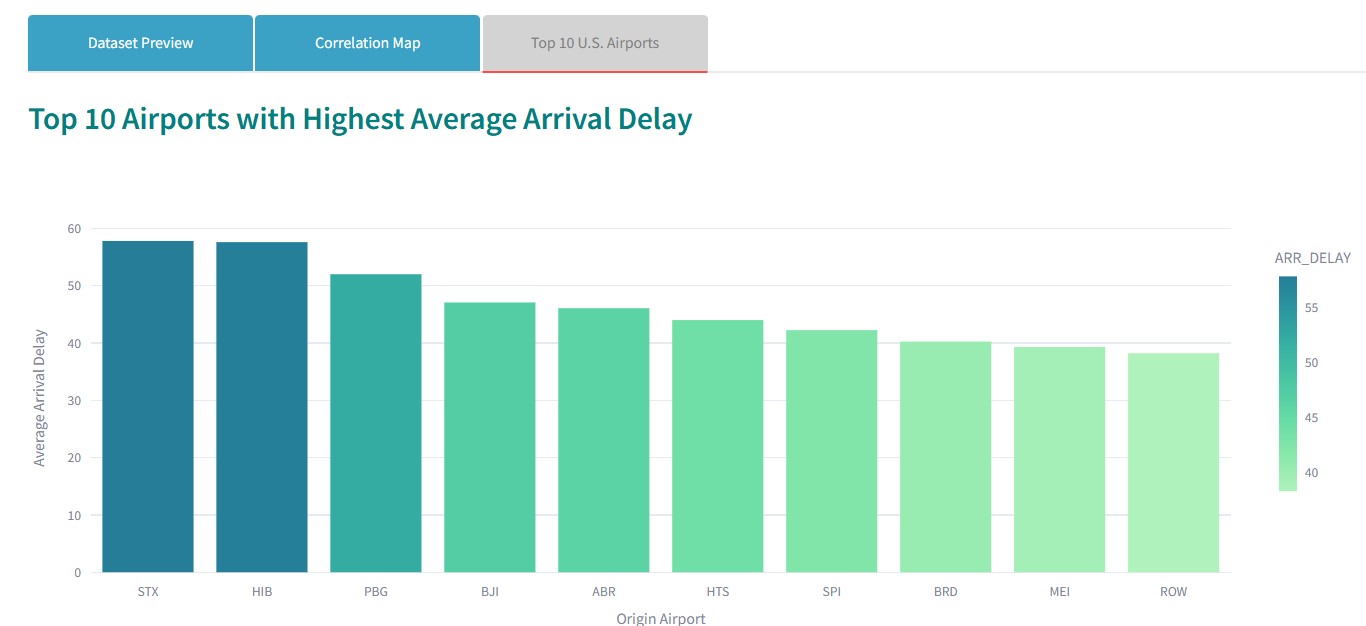 Dataset Preview
Correlation Map
Top 10 U.S. Airports
Top 10 Airports with Highest Average Arrival Delay
60
50
40
30
20
10
0
Average Arrival Delay
STX
HIB
PBG
BJI
ABR
HTS
SPI
BRD
MEI
ROW
Origin Airport
ARR_DELAY
55
50
45
40